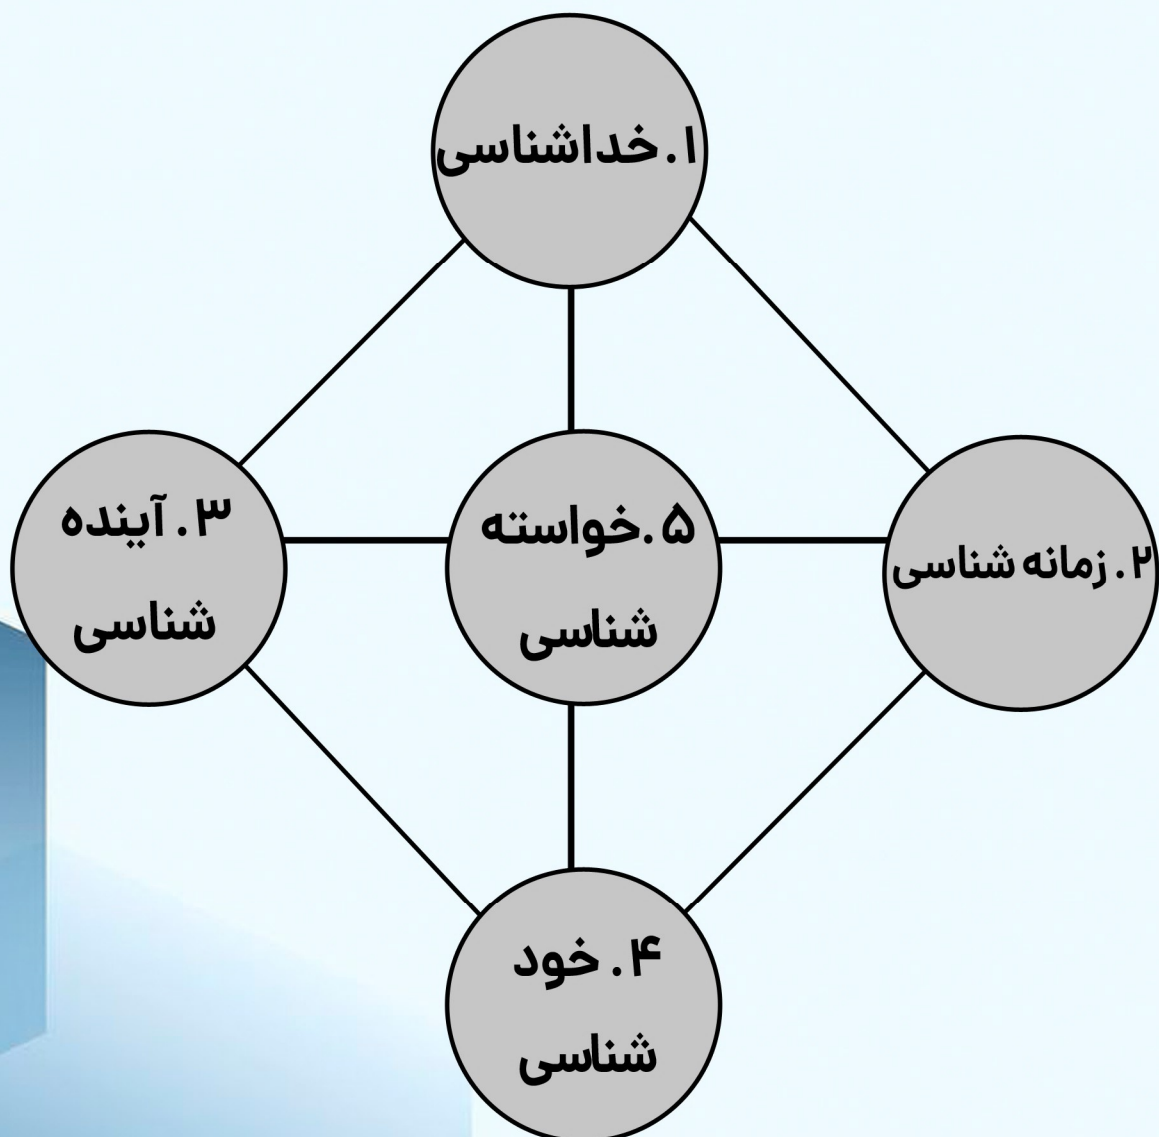 ۱. خداشناسی
۲. زمانه شناسی
۳. آینده
شناسی
۴. خود
شناسی
۵. خواسته
شناسی